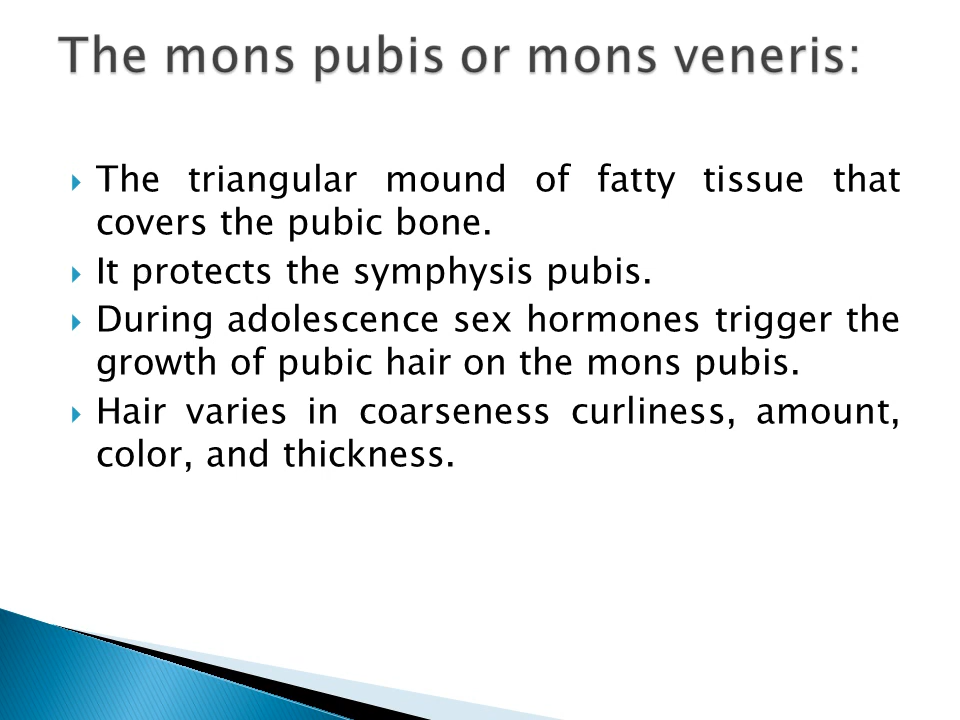 The mons pubis or mons veneris:
The triangular mound of fatty tissue that
covers the pubic bone.
It protects the symphysis pubis.
During adolescence sex hormones trigger the
growth of pubic hair on the mons pubis.
Hair varies in coarseness curliness, amount,
color, and thickness.